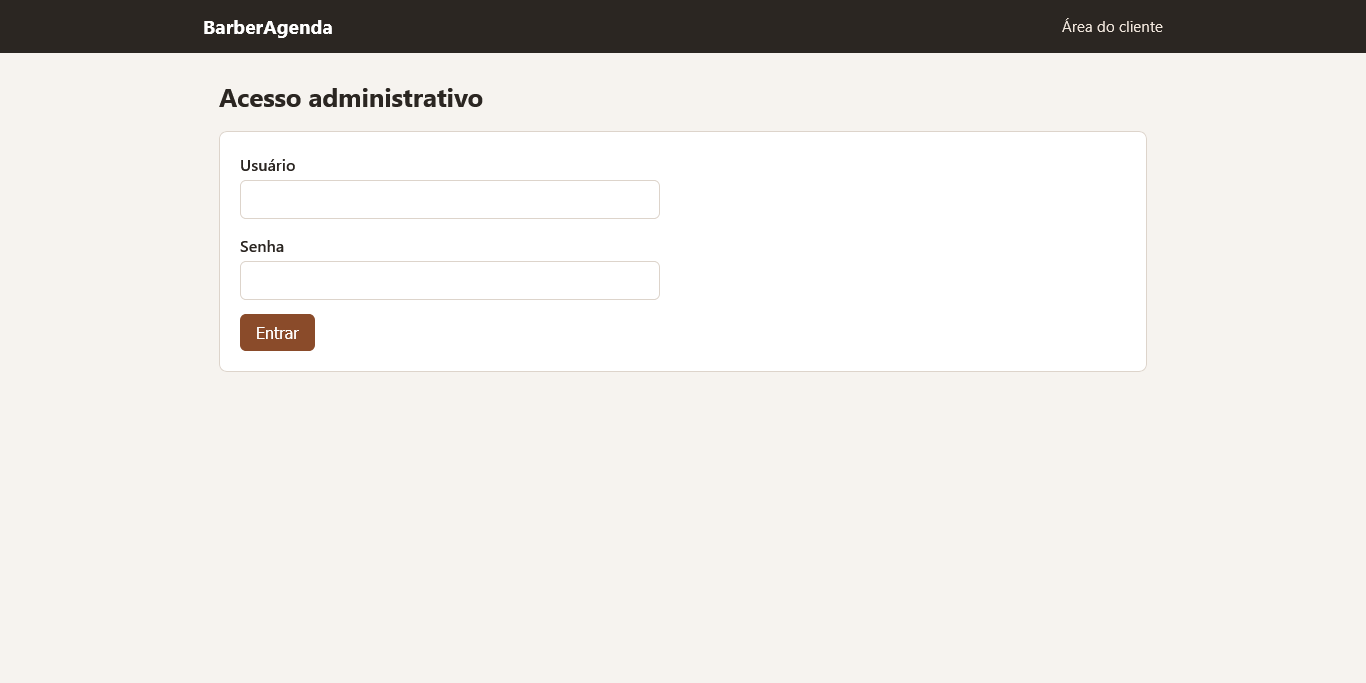 BarberAgenda
Área do cliente
Acesso administrativo
Usuário
Senha
Entrar